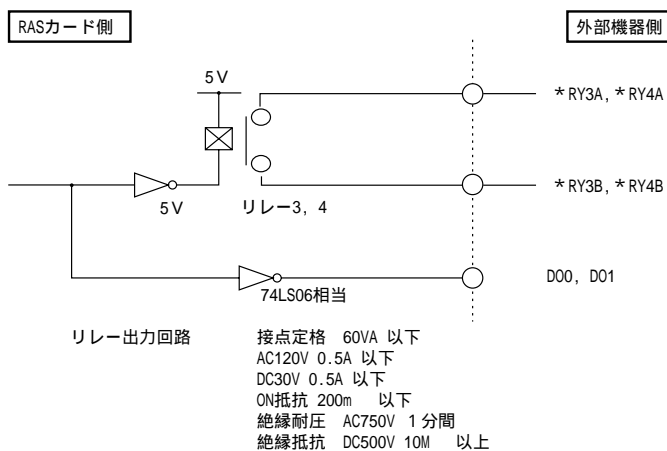 RASカード側
外部機器側
5V
*RY3A, *RY4A
*RY3B, *RY4B
5V
リレー3, 4
DO0, DO1
74LS06相当
リレー出力回路
接点定格 60VA 以下
AC120V 0.5A 以下
DC30V 0.5A 以下
ON抵抗 200m 以下
絶縁耐圧 AC750V 1分間
絶縁抵抗 DC500V 10M 以上